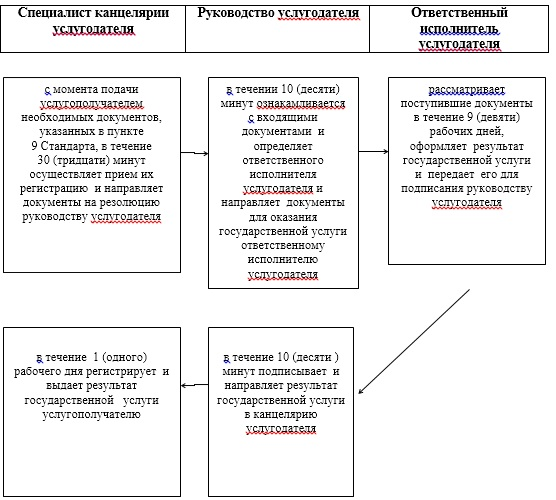 Специалист канцелярии
услугодателя
Руководство услугодателя
Ответственный
исполнитель
услугодателя
с момента подачи
услугополучателем
необходимых документов,
указанных в пункте
9 Стандарта, в течение
30 (тридцати) минут
осуществляет прием их
регистрацию и направляет
документы на резолюцию
руководству услугодателя
в течении 10 (десяти)
минут ознакамливается
с входящими
документами и
определяет
ответственного
исполнителя
услугодателя и
направляет документы
для оказания
государственной услуги
ответственному
исполнителю
услугодателя
рассматривает
поступившие документы
в течение 9 (девяти)
рабочих дней,
оформляет результат
государственной услуги
и передает его для
подписания руководству
услугодателя
в течение 1 (одного)
рабочего дня регистрирует и
выдает результат
государственной услуги
услугополучателю
в течение 10 (десяти )
минут подписывает и
направляет результат
государственной услуги
в канцелярию
услугодателя